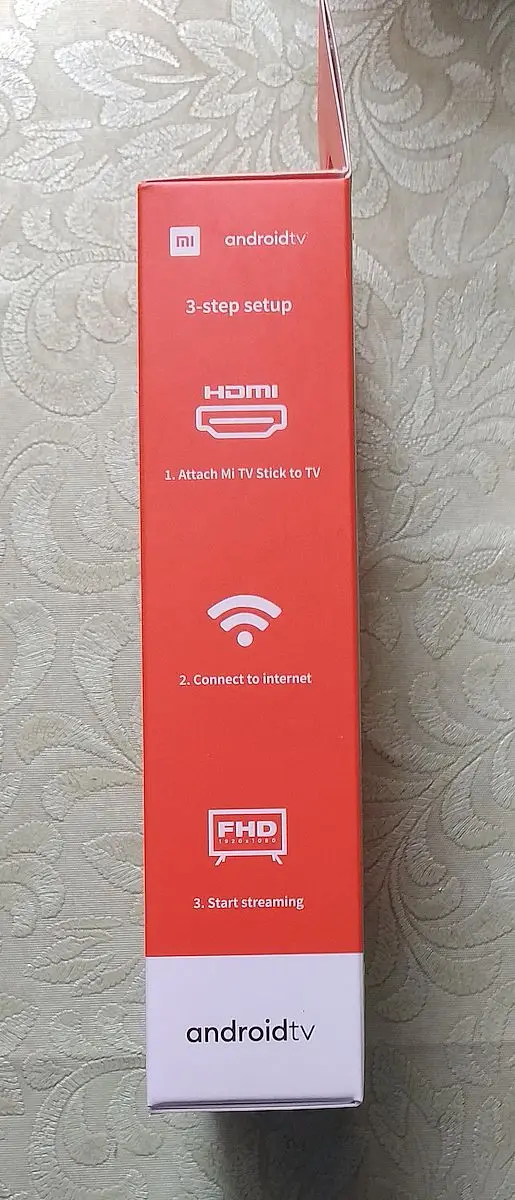 mi androidtv
3-step setup
HDMI
1. Attach Mi TV Stick to TV
2. Connect to internet
FHD
1920x1080
3. Start streaming
androidtv